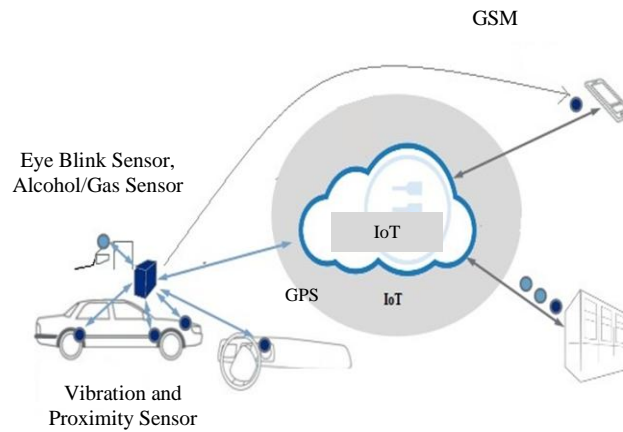 GSM
Eye Blink Sensor,
Alcohol/Gas Sensor
IoT
GPS
IoT
Vibration and
Proximity Sensor